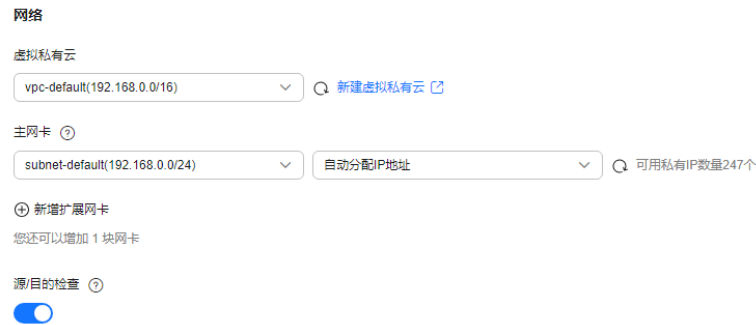 网络
虚拟私有云
vpc-default(192.168.0.0/16)
新建虚拟私有云
主网卡
subnet-default(192.168.0.0/24) 自动分配IP地址 可用私有IP数量247个
新增扩展网卡
您还可以增加 1 块网卡
源/目的检查